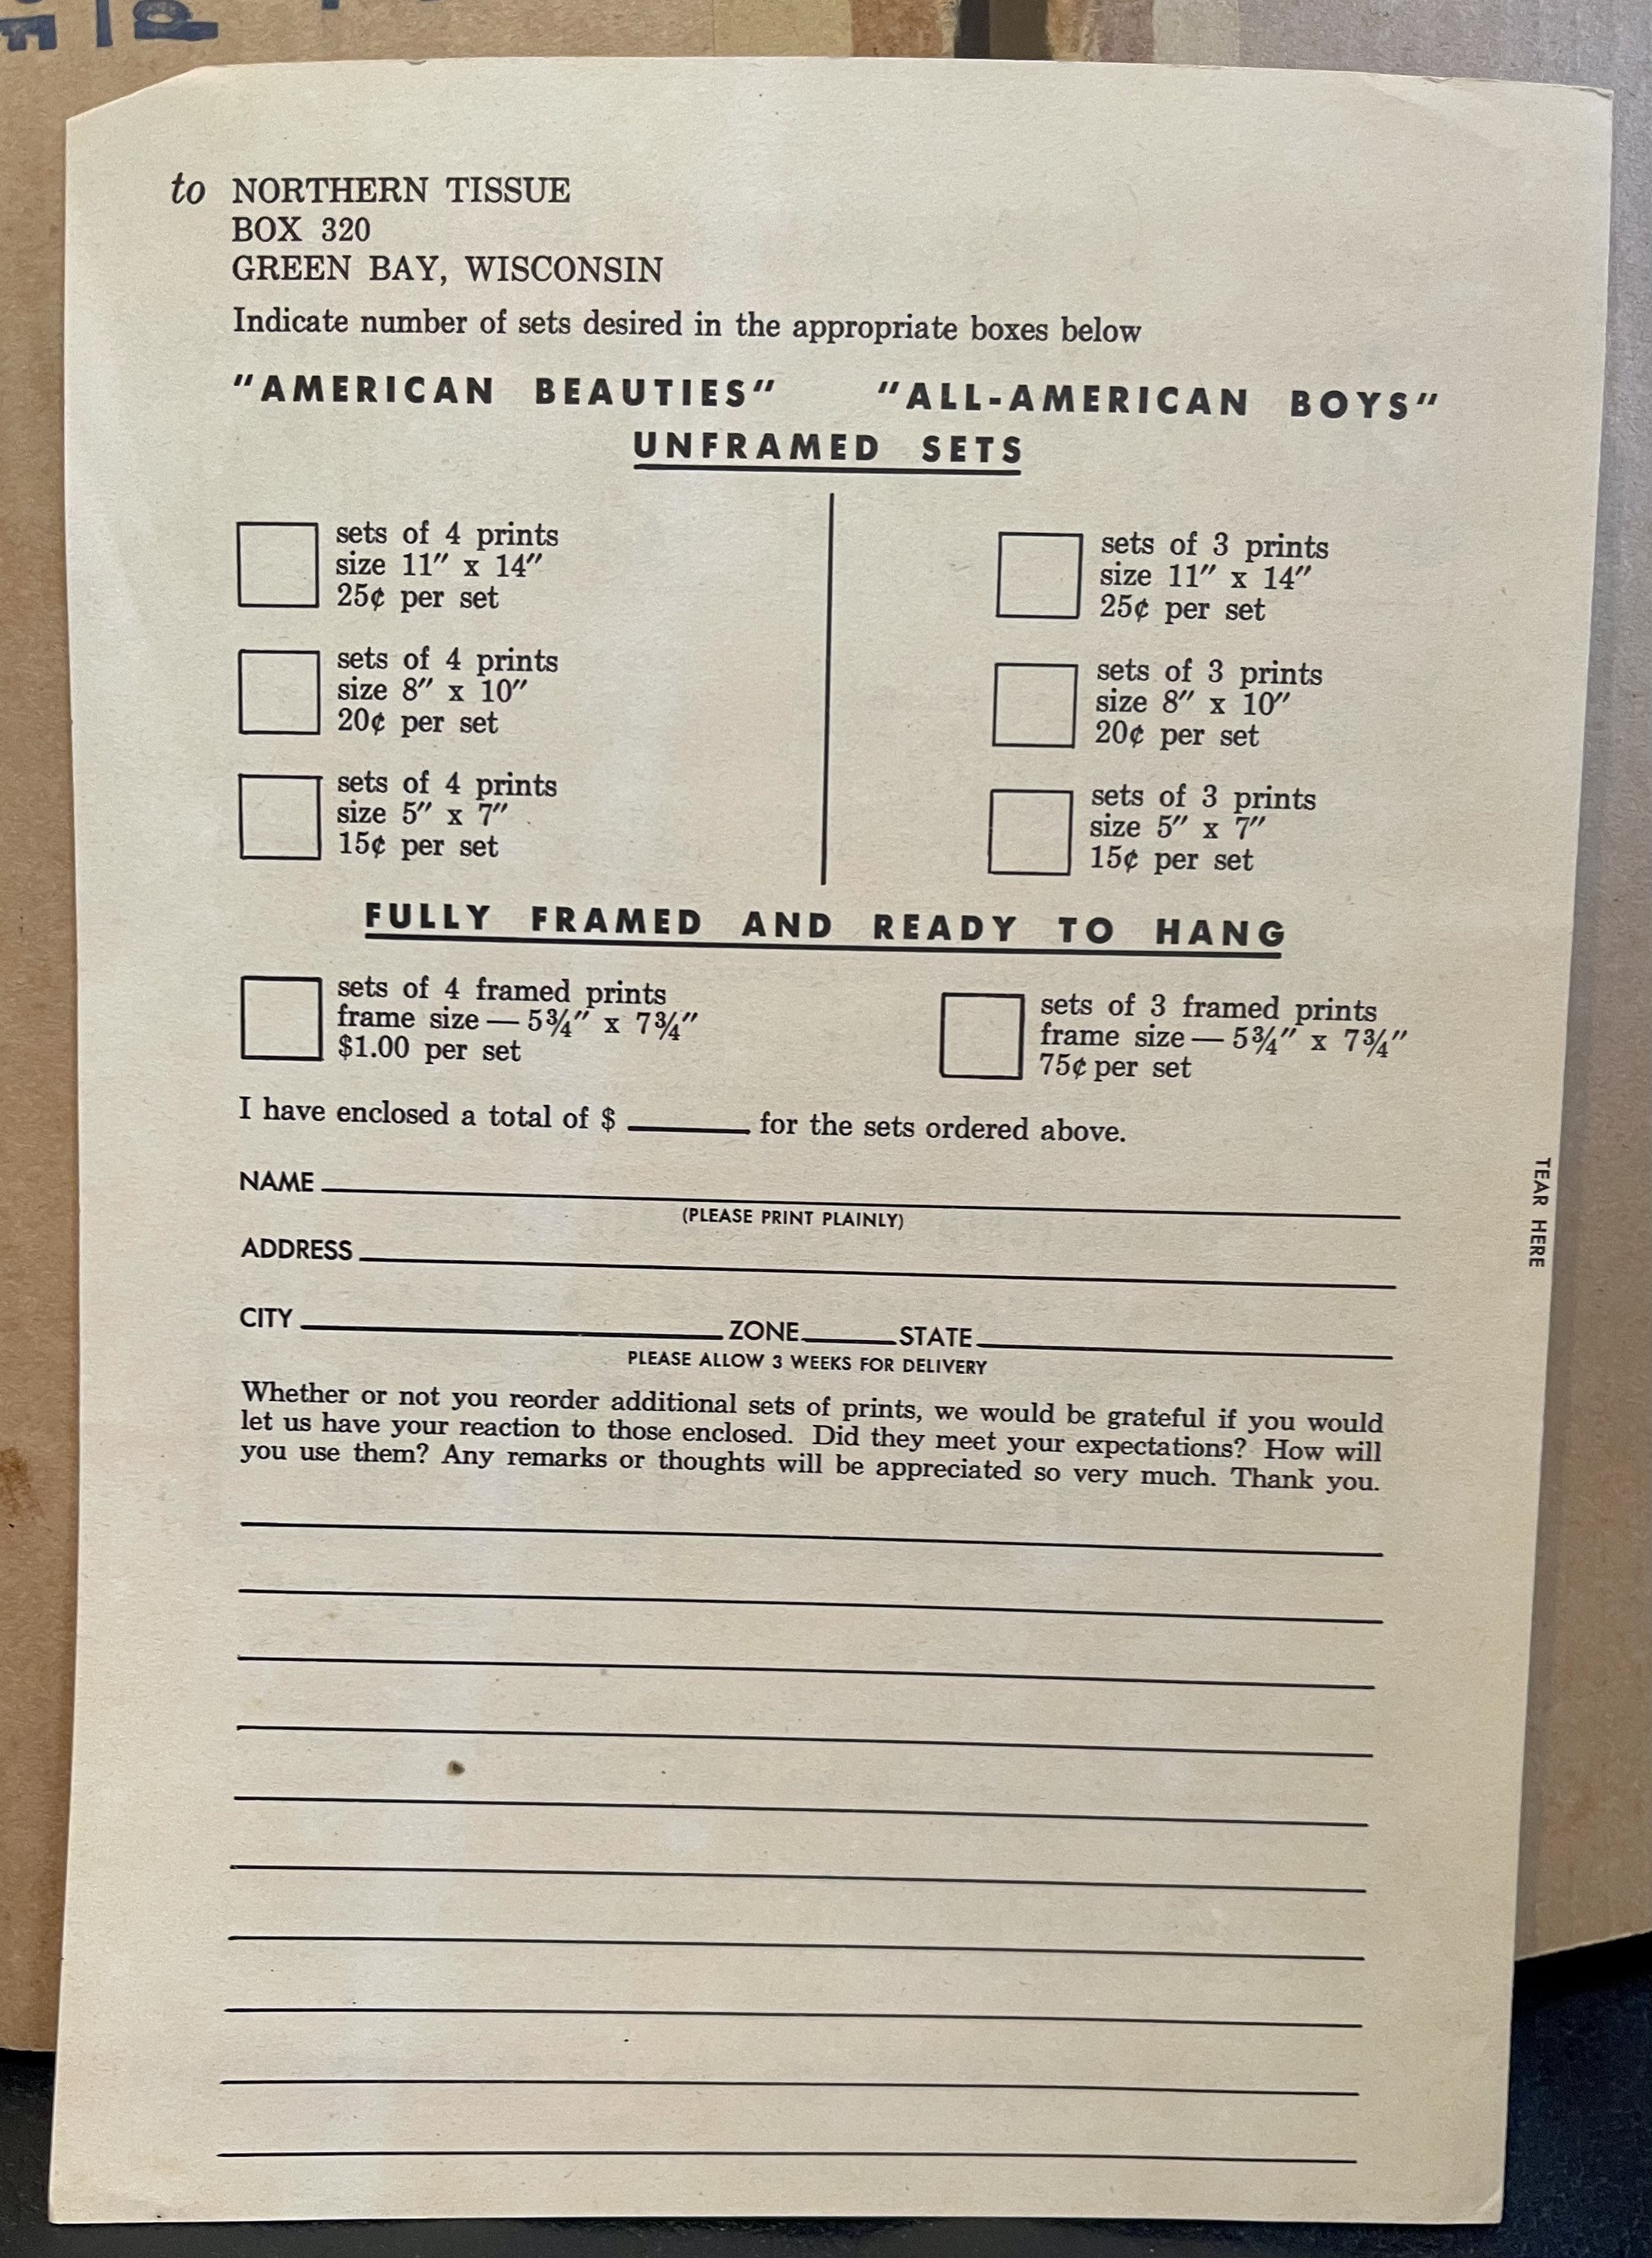 to NORTHERN TISSUE
BOX 320
GREEN BAY, WISCONSIN
Indicate number of sets desired in the appropriate boxes below
"AMERICAN BEAUTIES" "ALL-AMERICAN BOYS"
UNFRAMED SETS
sets of 4 prints
size 11" x 14"
25¢ per set
sets of 4 prints
size 8" x 10"
20¢ per set
sets of 4 prints
size 5" x 7"
15¢ per set
sets of 3 prints
size 11" x 14"
25¢ per set
sets of 3 prints
size 8" x 10"
20¢ per set
sets of 3 prints
size 5" x 7"
15¢ per set
FULLY FRAMED AND READY TO HANG
sets of 4 framed prints
frame size — 5¾" x 7¾"
$1.00 per set
sets of 3 framed prints
frame size — 5¾" x 7¾"
75¢ per set
I have enclosed a total of $ ______ for the sets ordered above.
NAME
(PLEASE PRINT PLAINLY)
ADDRESS
CITY ZONE STATE
PLEASE ALLOW 3 WEEKS FOR DELIVERY
Whether or not you reorder additional sets of prints, we would be grateful if you would
let us have your reaction to those enclosed. Did they meet your expectations? How will
you use them? Any remarks or thoughts will be appreciated so very much. Thank you.
TEAR HERE